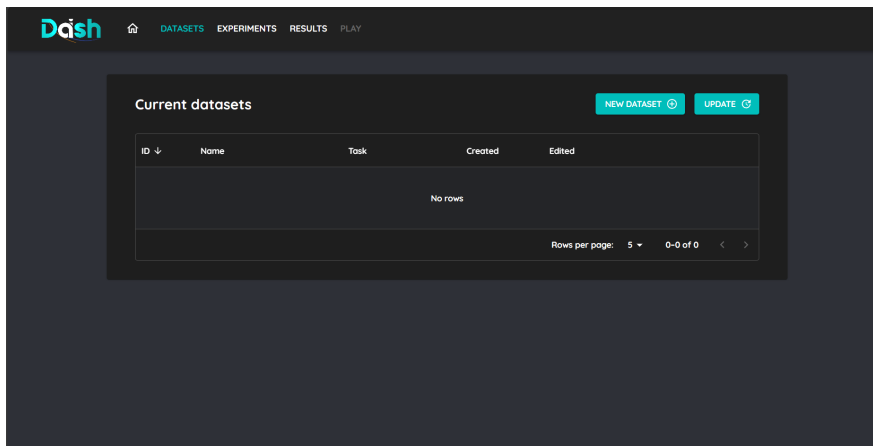 Dash DATASETS EXPERIMENTS RESULTS PLAY
Current datasets NEW DATASET UPDATE
ID Name Task Created Edited
No rows
Rows per page: 5 0–0 of 0